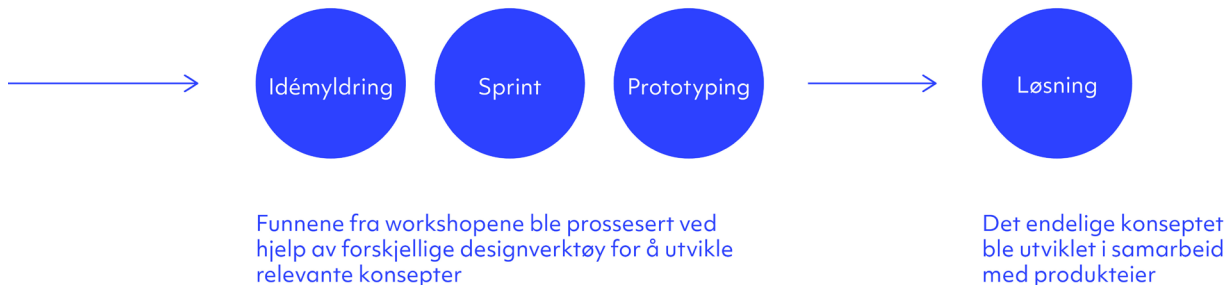 Idémyldring
Sprint
Prototyping
Løsning
Funnene fra workshopene ble prossesert ved
hjelp av forskjellige designverktøy for å utvikle
relevante konsepter
Det endelige konseptet
ble utviklet i samarbeid
med produkteier